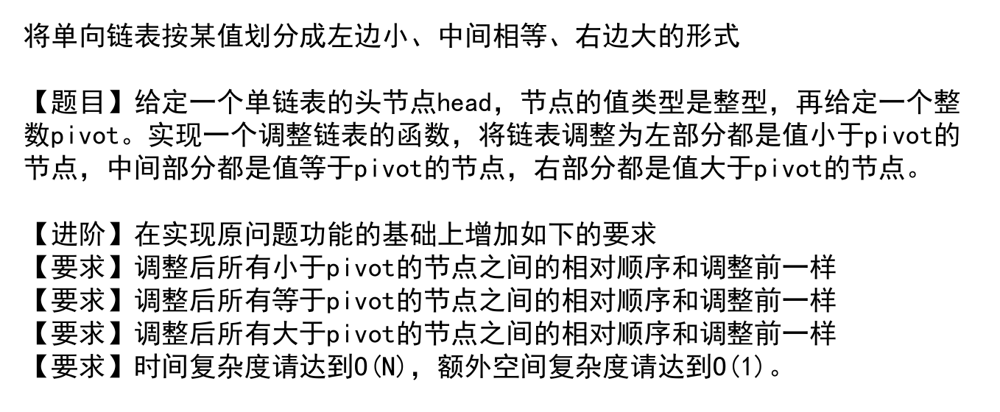 将单向链表按某值划分成左边小、中间相等、右边大的形式
【题目】给定一个单链表的头节点head，节点的值类型是整型，再给定一个整
数pivot。实现一个调整链表的函数，将链表调整为左部分都是值小于pivot的
节点，中间部分都是值等于pivot的节点，右部分都是值大于pivot的节点。
【进阶】在实现原问题功能的基础上增加如下的要求
【要求】调整后所有小于pivot的节点之间的相对顺序和调整前一样
【要求】调整后所有等于pivot的节点之间的相对顺序和调整前一样
【要求】调整后所有大于pivot的节点之间的相对顺序和调整前一样
【要求】时间复杂度请达到O(N)，额外空间复杂度请达到O(1)。